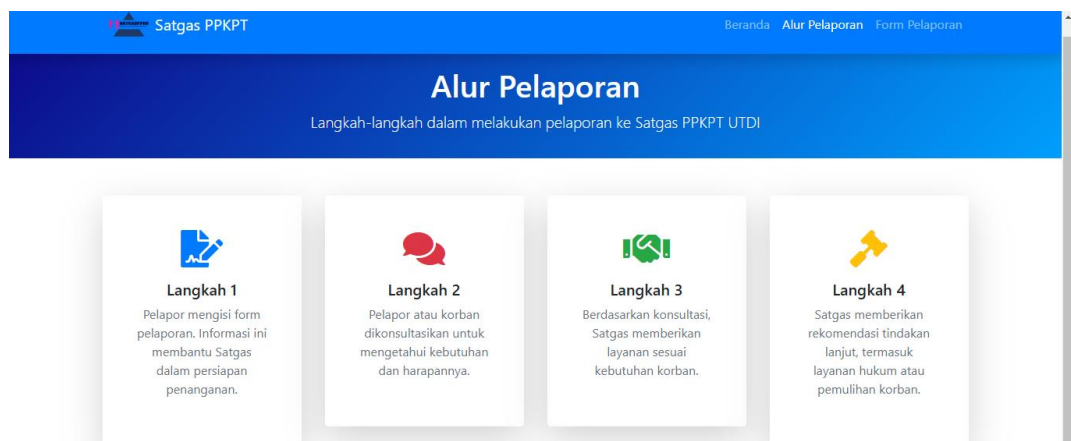 Satgas PPKPT
Beranda Alur Pelaporan Form Pelaporan
Alur Pelaporan
Langkah-langkah dalam melakukan pelaporan ke Satgas PPKPT UTDI
Langkah 1
Pelapor mengisi form
pelaporan. Informasi ini
membantu Satgas
dalam persiapan
penanganan.
Langkah 2
Pelapor atau korban
dikonsultasikan untuk
mengetahui kebutuhan
dan harapannya.
Langkah 3
Berdasarkan konsultasi,
Satgas memberikan
layanan sesuai
kebutuhan korban.
Langkah 4
Satgas memberikan
rekomendasi tindakan
lanjut, termasuk
layanan hukum atau
pemulihan korban.